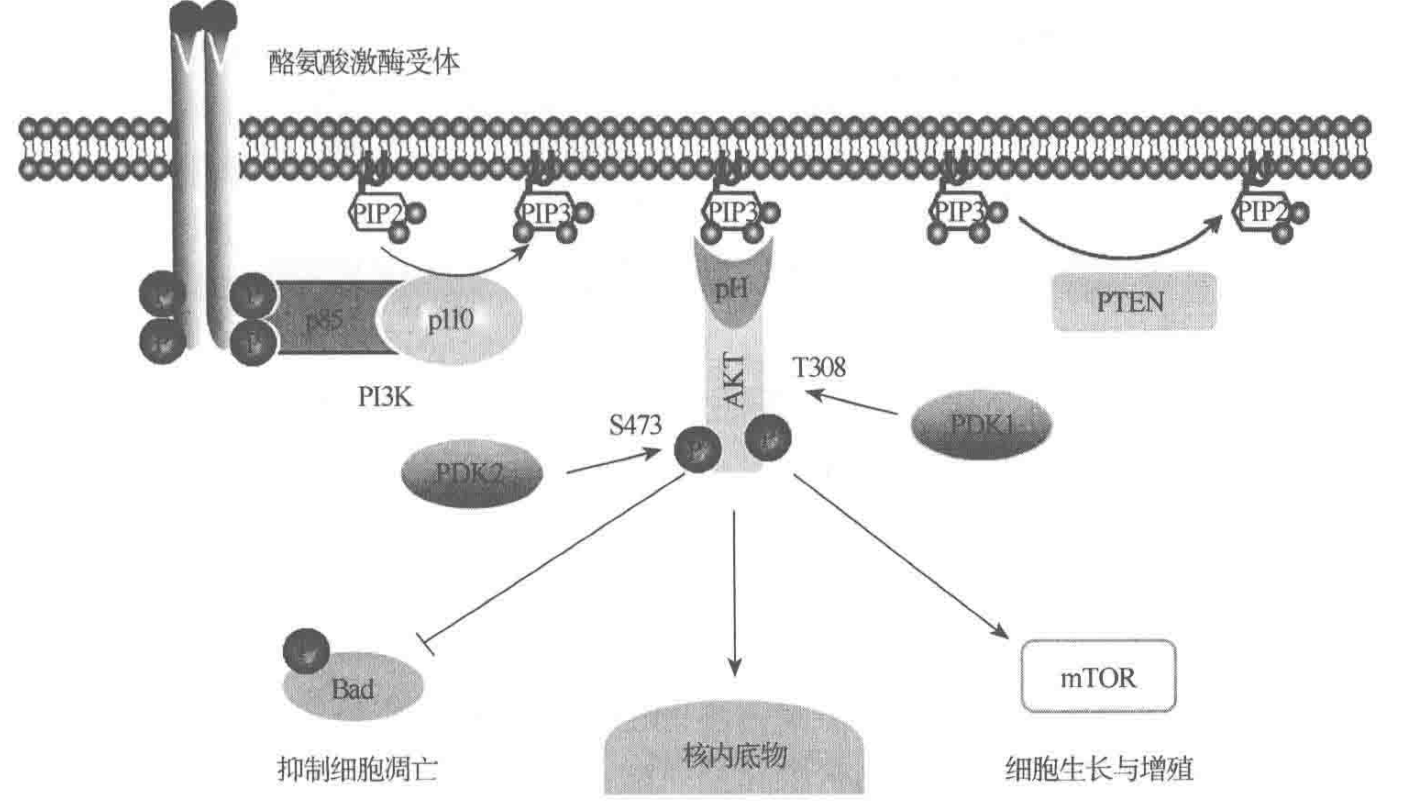 酪氨酸激酶受体
PIP2
PIP3
PIP3
PIP3
PIP2
P
P
P
P
p85
p110
PI3K
pH
AKT
PTEN
T308
PDK1
S473
PDK2
P
P
P
Bad
抑制细胞凋亡
核内底物
mTOR
细胞生长与增殖